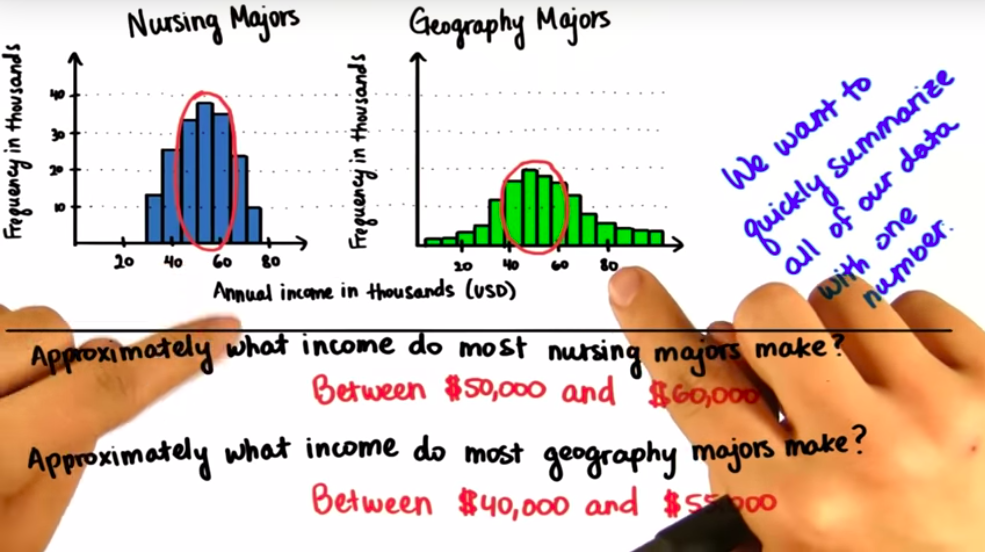 Nursing Majors
Geography Majors
Frequency in thousands
40
30
20
10
20 40 60 80
Frequency in thousands
20 40 60 80
Annual income in thousands (USD)
We want to
quickly summarize
all of our data
with one
number.
Approximately what income do most nursing majors make?
Between $50,000 and $60,000
Approximately what income do most geography majors make?
Between $40,000 and $55,000